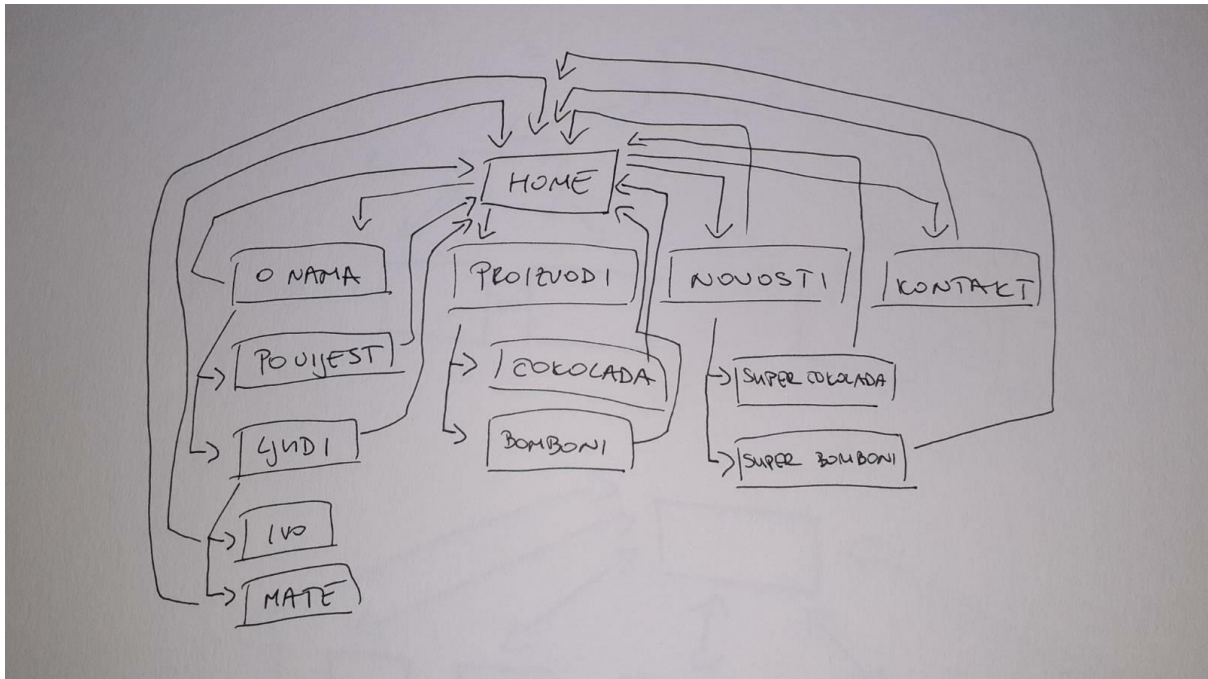 HOME
O NAMA
PROIZVODI
NOVOSTI
KONTAKT
POVIJEST
ČOKOLADA
SUPER ČOKOLADA
LJUDI
BOMBONI
SUPER BOMBONI
IVO
MATE